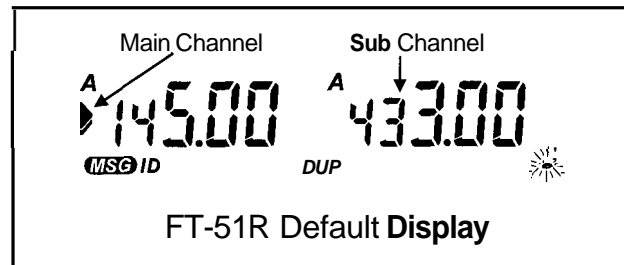 Main Channel Sub Channel
A 145.00 A 433.00
MSG ID DUP
FT-51R Default Display